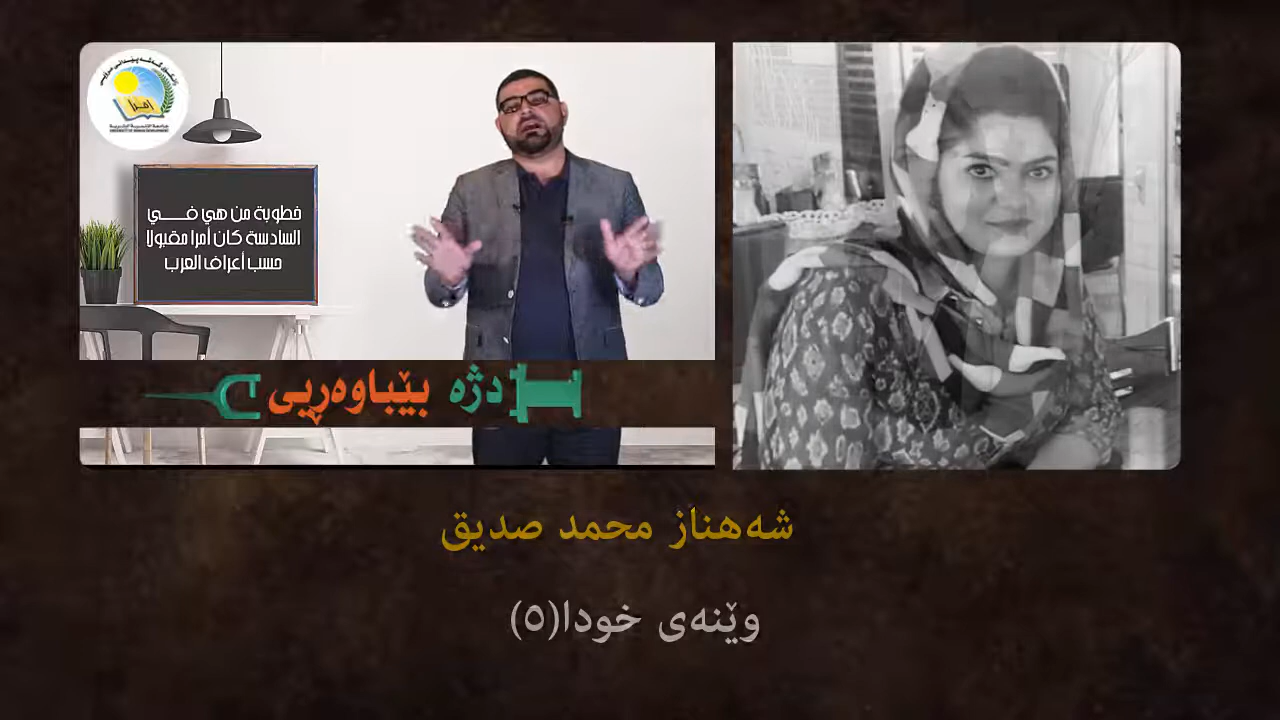 خطوبة من هي في
السادسة كان أمرا مقبولا
حسب أعراف العرب
دژە بێباوەڕیی
شەهناز محمد صدیق
وێنەی خودا(٥)